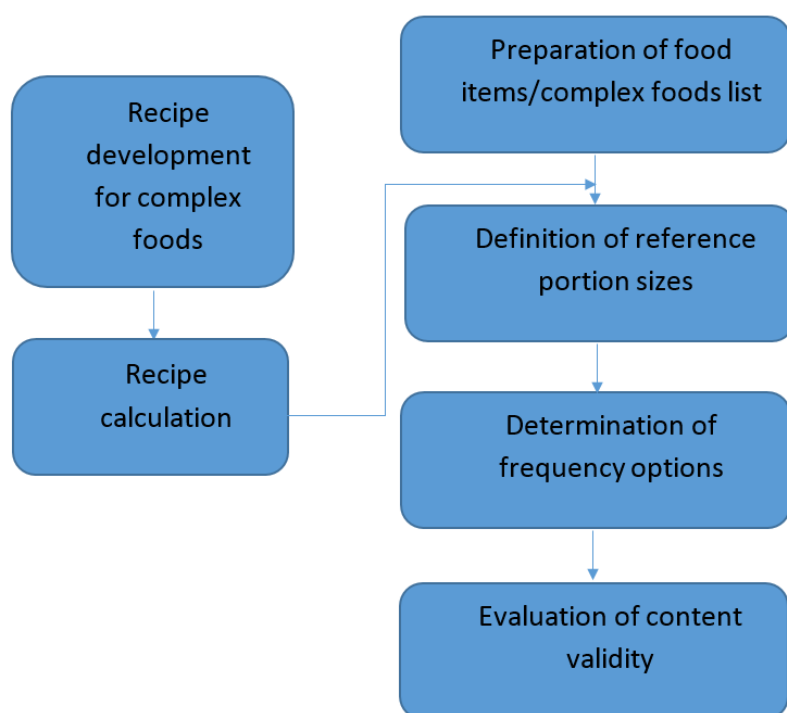 Preparation of food
items/complex foods list
Recipe
development
for complex
foods
Definition of reference
portion sizes
Recipe
calculation
Determination of
frequency options
Evaluation of content
validity